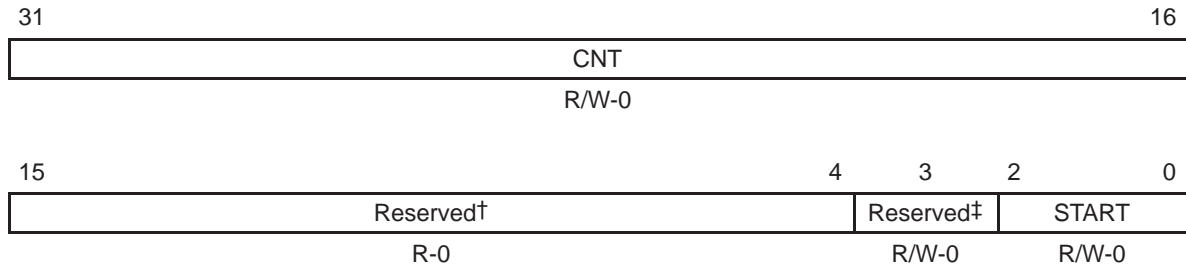 31 16
CNT
R/W-0
15 4 3 2 0
Reserved† Reserved‡ START
R-0 R/W-0 R/W-0